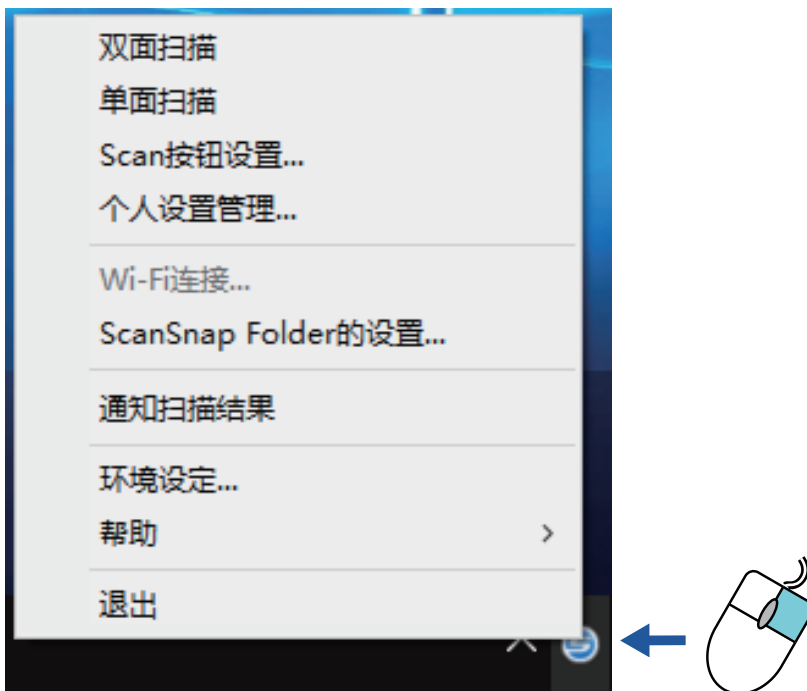 双面扫描
单面扫描
Scan按钮设置...
个人设置管理...
Wi-Fi连接...
ScanSnap Folder的设置...
通知扫描结果
环境设定...
帮助
退出